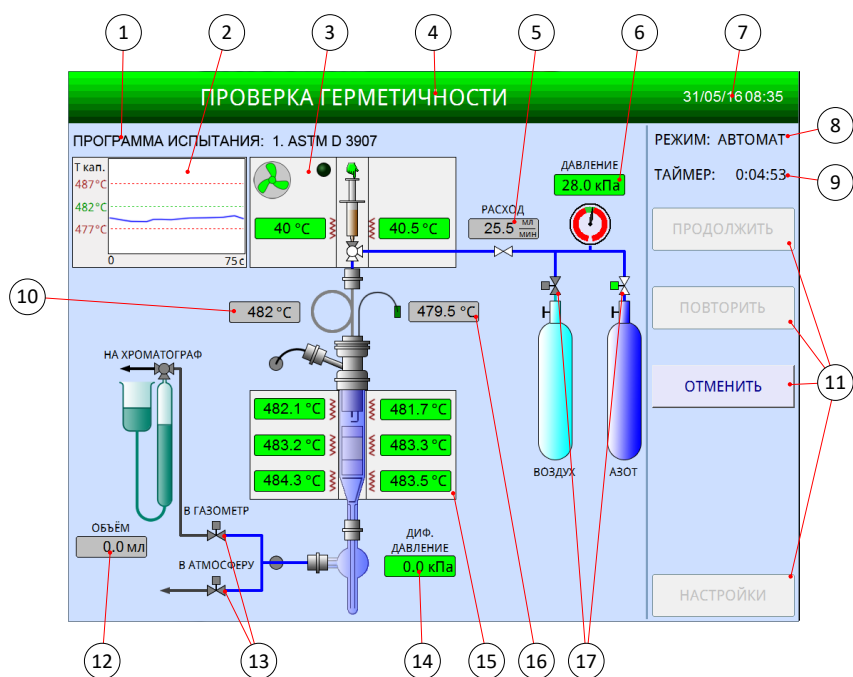 1 2 3 4 5 6 7
ПРОВЕРКА ГЕРМЕТИЧНОСТИ
31/05/16 08:35
ПРОГРАММА ИСПЫТАНИЯ: 1. ASTM D 3907
РЕЖИМ: АВТОМАТ
8
Т кап.
487°C
482°C
477°C
0 75 с
40 °C
40.5 °C
РАСХОД
25.5 мл
мин
ДАВЛЕНИЕ
28.0 кПа
ТАЙМЕР: 0:04:53
9
ПРОДОЛЖИТЬ
10
482 °C
479.5 °C
ПОВТОРИТЬ
НА ХРОМАТОГРАФ
ОТМЕНИТЬ
11
482.1 °C
481.7 °C
483.2 °C
483.3 °C
484.3 °C
483.5 °C
ВОЗДУХ
АЗОТ
В ГАЗОМЕТР
ОБЪЁМ
0.0 мл
В АТМОСФЕРУ
ДИФ.
ДАВЛЕНИЕ
0.0 кПа
НАСТРОЙКИ
12 13 14 15 16 17